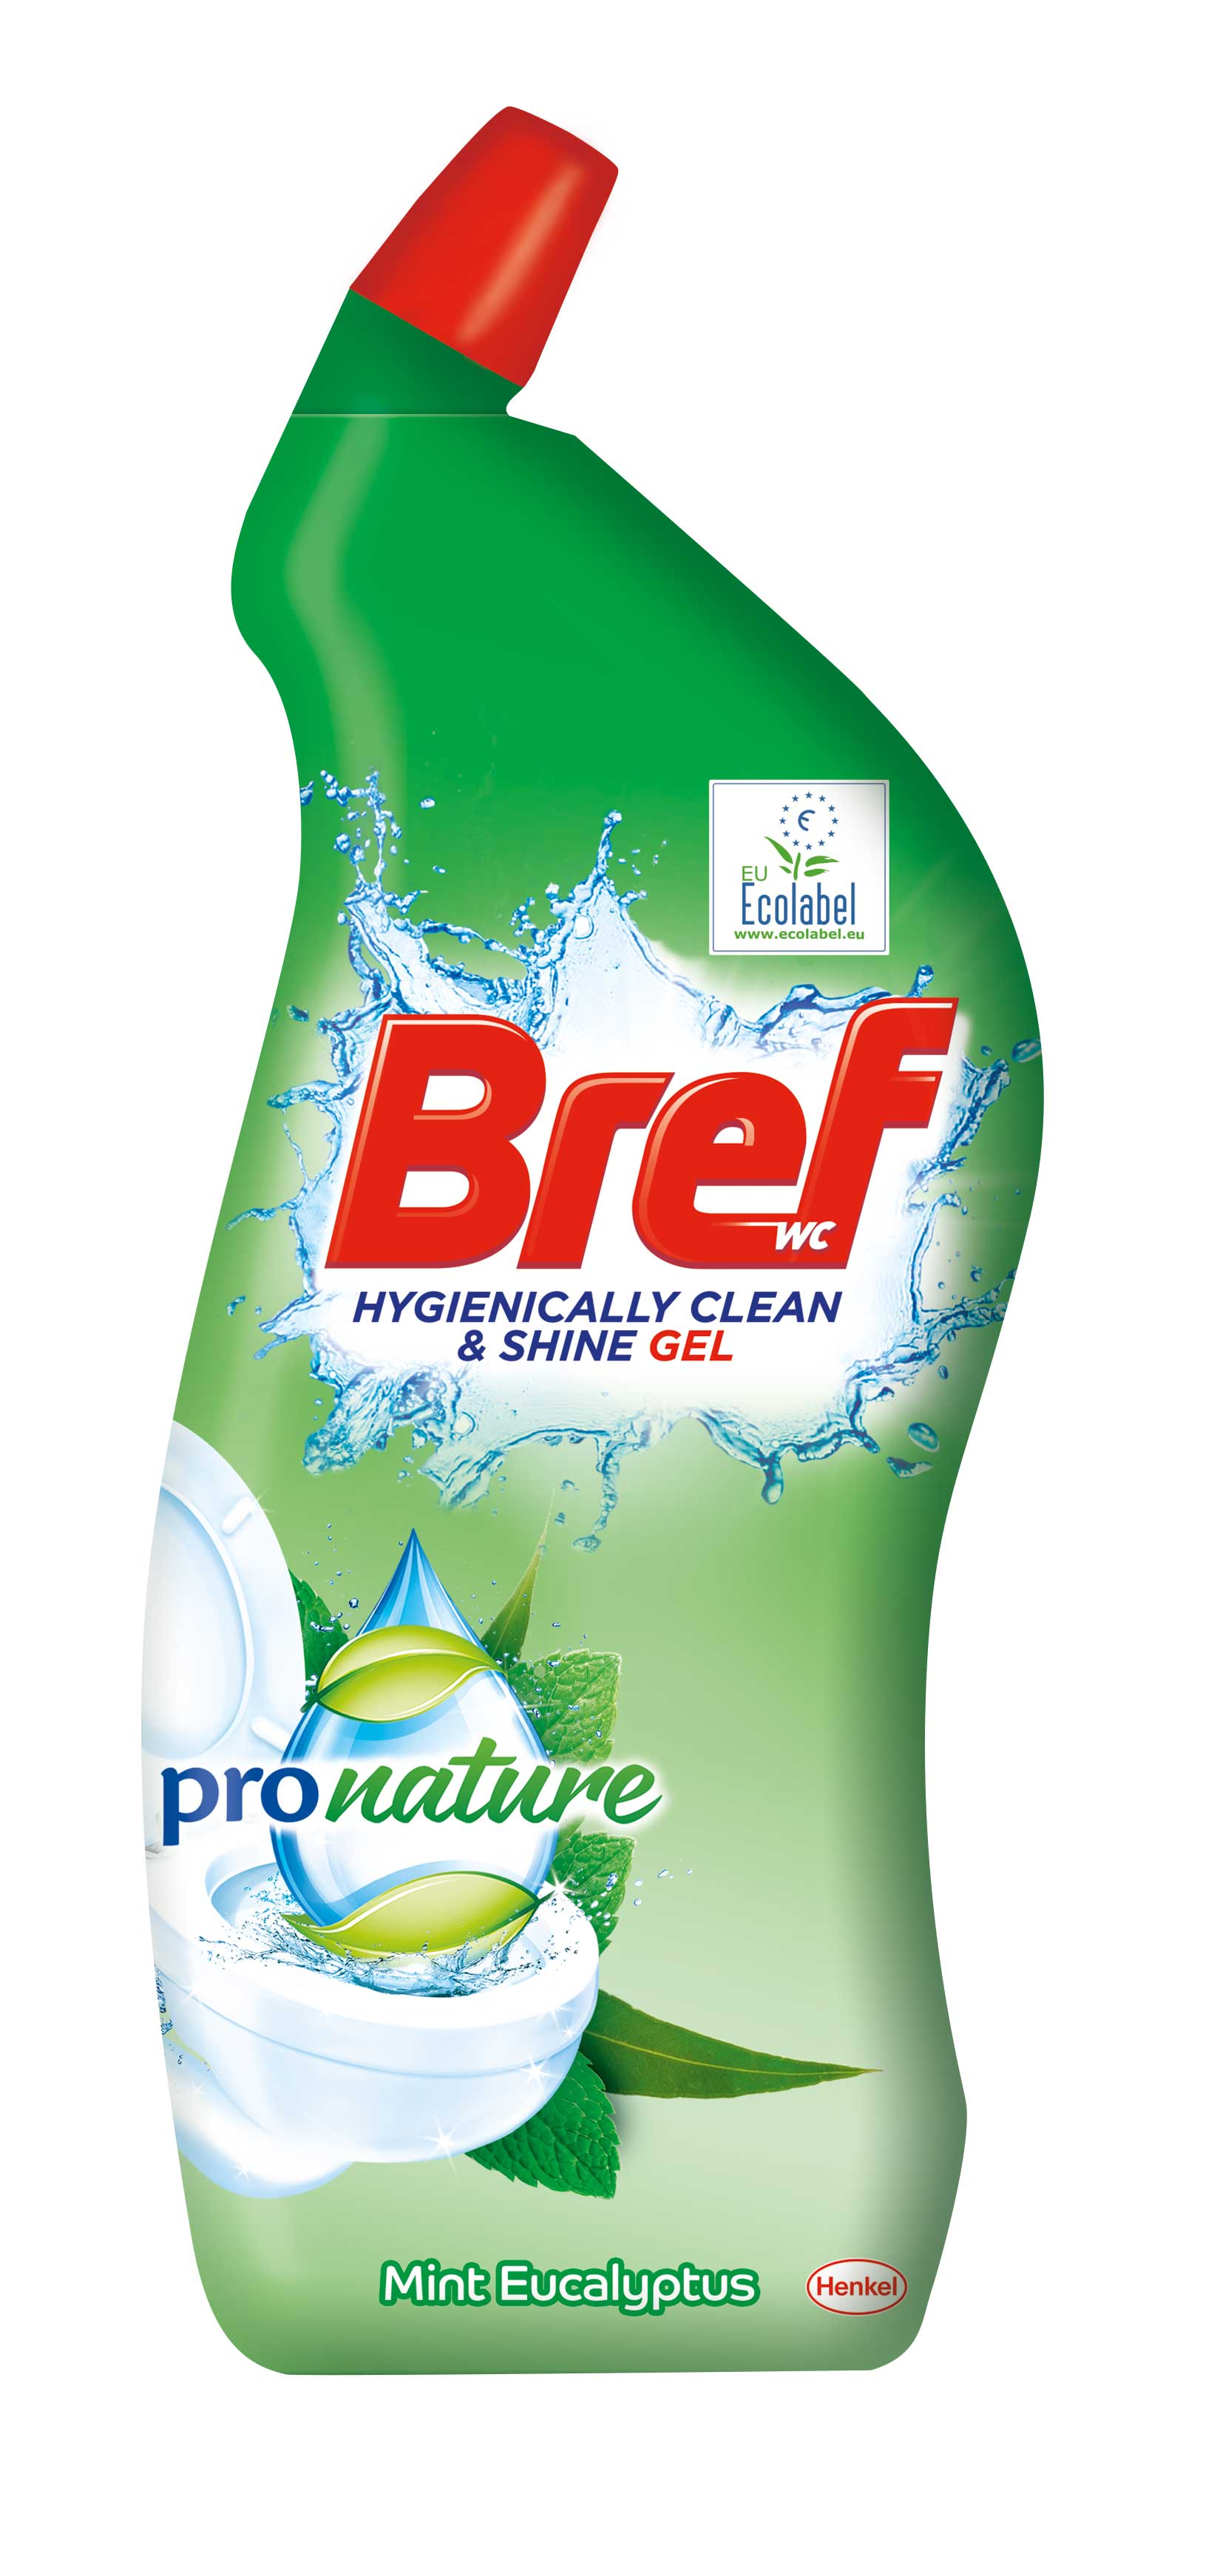 EU
Ecolabel
www.ecolabel.eu
Bref
WC
HYGIENICALLY CLEAN
& SHINE GEL
pronature
Mint Eucalyptus
Henkel